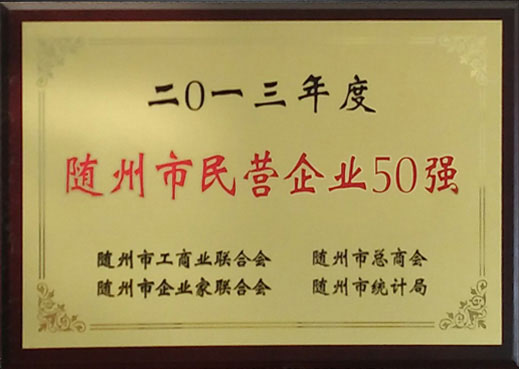 二0一三年度
随州市民营企业50强
随州市工商业联合会 随州市总商会
随州市企业家联合会 随州市统计局